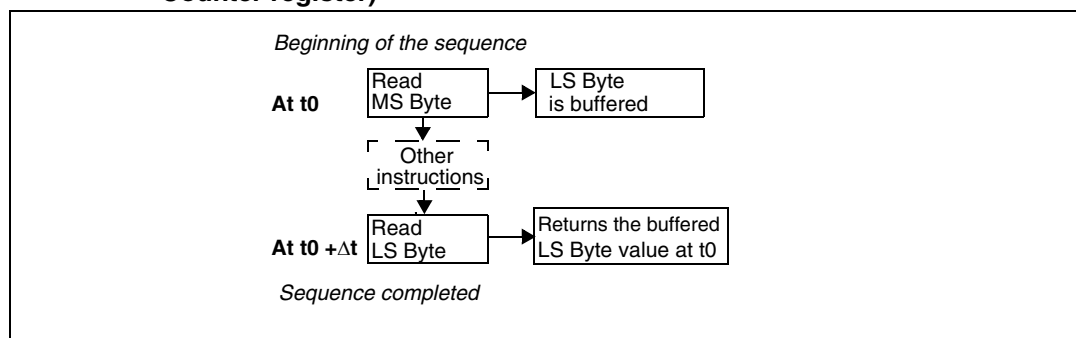 Counter register)
Beginning of the sequence
At t0
Read
MS Byte
LS Byte
is buffered
Other
instructions
At t0 +Δt
Read
LS Byte
Returns the buffered
LS Byte value at t0
Sequence completed